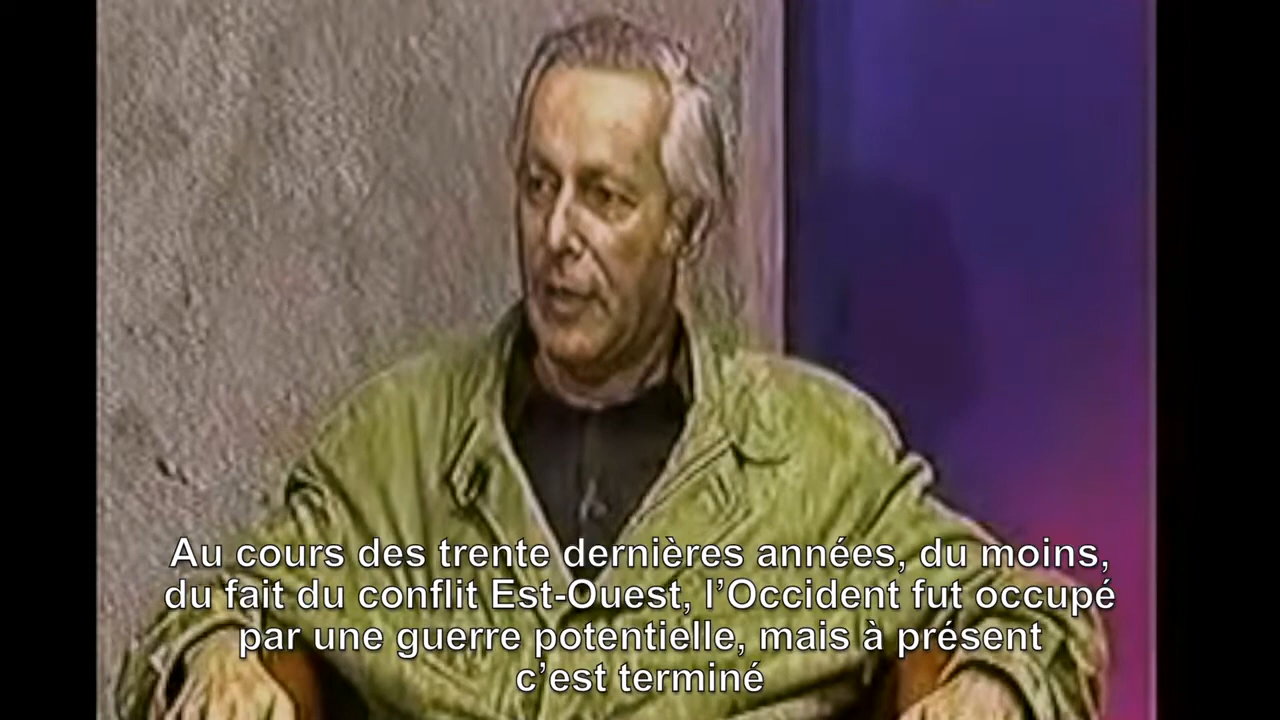 Au cours des trente dernières années, du moins,
du fait du conflit Est-Ouest, l’Occident fut occupé
par une guerre potentielle, mais à présent
c’est terminé